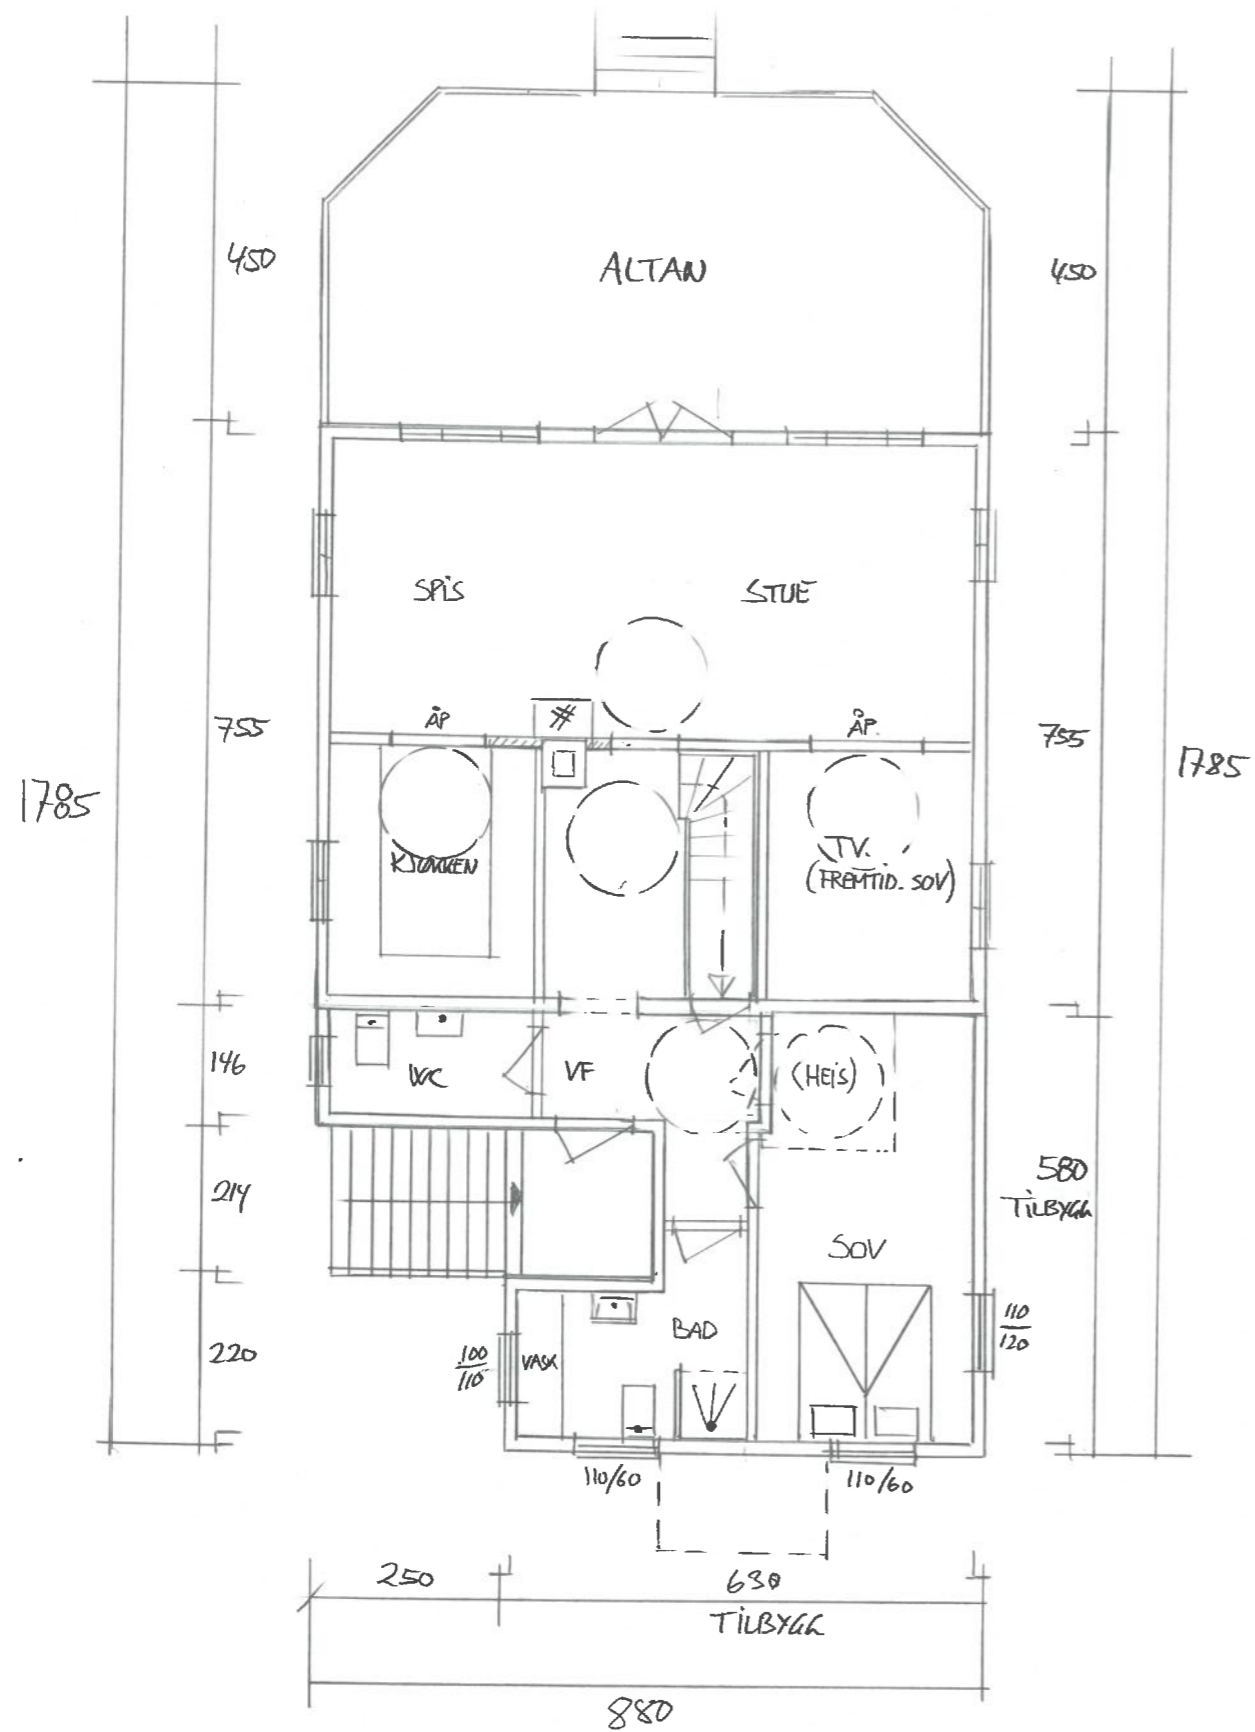 450
ALTAN
450
SPiS
STUE
755
ÅP
#
ÅP.
755
1785
1785
KJØKKEN
TV.
(FREMTID. SOV)
146
WC
VF
(HEiS)
214
580
TiLBYGG
SOV
220
100
110
VASK
BAD
110
120
110/60
110/60
250
630
TiLBYGG
880